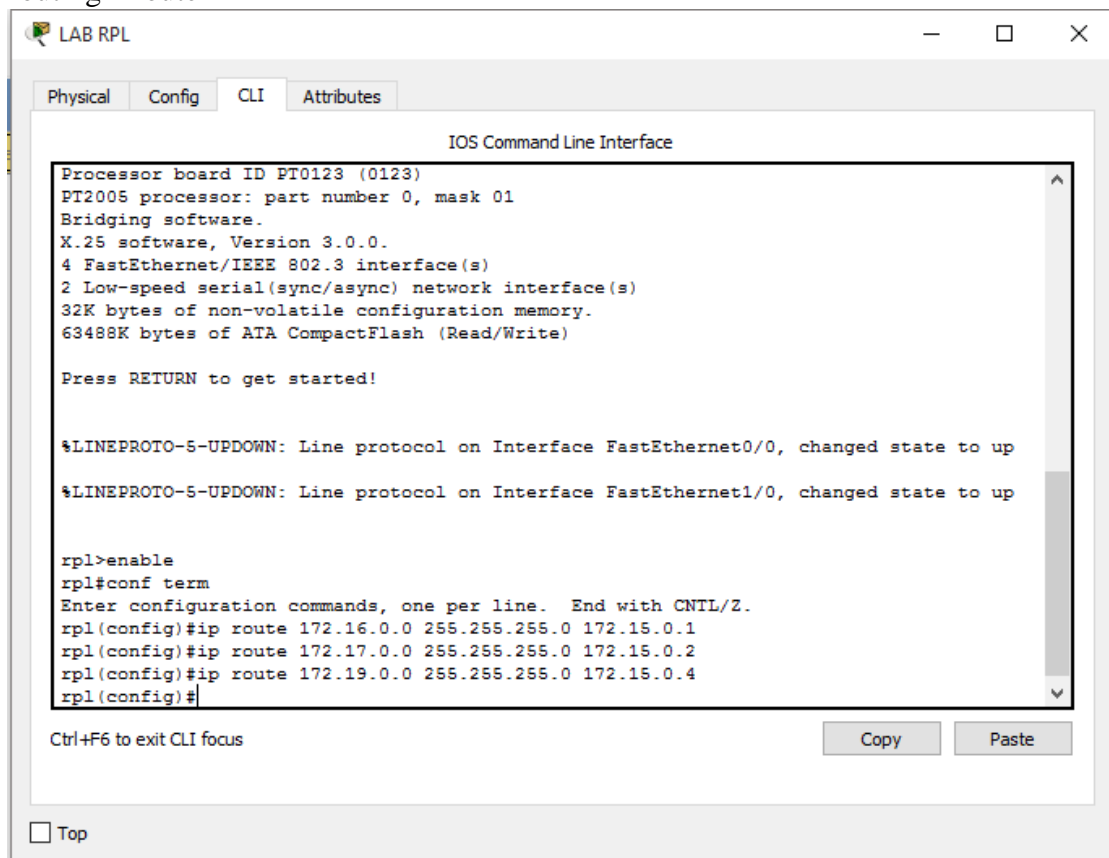 LAB RPL
Physical Config CLI Attributes
IOS Command Line Interface
Processor board ID PT0123 (0123)
PT2005 processor: part number 0, mask 01
Bridging software.
X.25 software, Version 3.0.0.
4 FastEthernet/IEEE 802.3 interface(s)
2 Low-speed serial(sync/async) network interface(s)
32K bytes of non-volatile configuration memory.
63488K bytes of ATA CompactFlash (Read/Write)
Press RETURN to get started!
%LINEPROTO-5-UPDOWN: Line protocol on Interface FastEthernet0/0, changed state to up
%LINEPROTO-5-UPDOWN: Line protocol on Interface FastEthernet1/0, changed state to up
rpl>enable
rpl#conf term
Enter configuration commands, one per line.  End with CNTL/Z.
rpl(config)#ip route 172.16.0.0 255.255.255.0 172.15.0.1
rpl(config)#ip route 172.17.0.0 255.255.255.0 172.15.0.2
rpl(config)#ip route 172.19.0.0 255.255.255.0 172.15.0.4
rpl(config)#
Ctrl+F6 to exit CLI focus
Copy Paste
Top